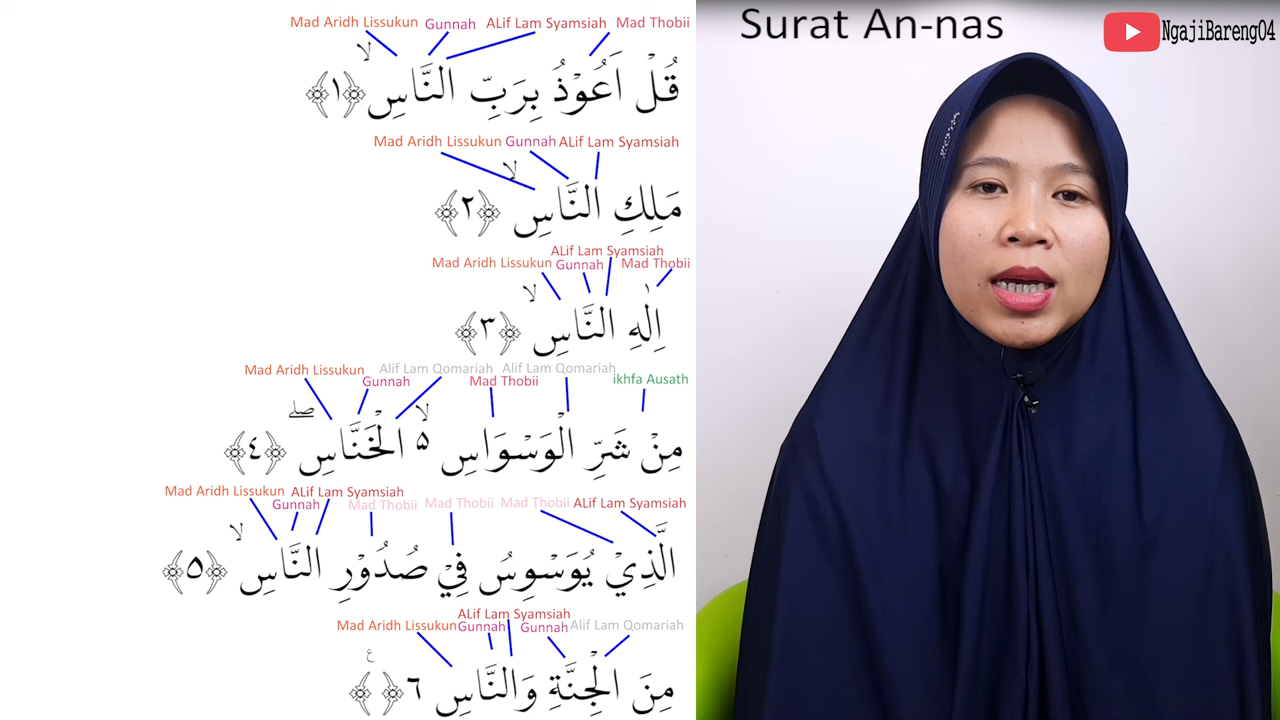 Surat An-nas
NgajiBareng04
Mad Aridh Lissukun Gunnah ALif Lam Syamsiah Mad Thobii
قُلْ اَعُوْذُ بِرَبِّ النَّاسِ ۙ ﴿١﴾
Mad Aridh Lissukun Gunnah ALif Lam Syamsiah
مَلِكِ النَّاسِ ۙ ﴿٢﴾
ALif Lam Syamsiah
Mad Aridh Lissukun Gunnah Mad Thobii
اِلٰهِ النَّاسِ ۙ ﴿٣﴾
Mad Aridh Lissukun Alif Lam Qomariah Alif Lam Qomariah
Gunnah Mad Thobii ikhfa Ausath
مِنْ شَرِّ الْوَسْوَاسِ ۙ ۵ الْخَنَّاسِ ۖ ﴿٤﴾
Mad Aridh Lissukun ALif Lam Syamsiah
Gunnah Mad Thobii Mad Thobii Mad Thobii ALif Lam Syamsiah
الَّذِيْ يُوَسْوِسُ فِيْ صُدُوْرِ النَّاسِ ۙ ﴿٥﴾
ALif Lam Syamsiah
Mad Aridh Lissukun Gunnah Gunnah Alif Lam Qomariah
مِنَ الْجِنَّةِ وَالنَّاسِ ٦ ﴿ ع ﴾